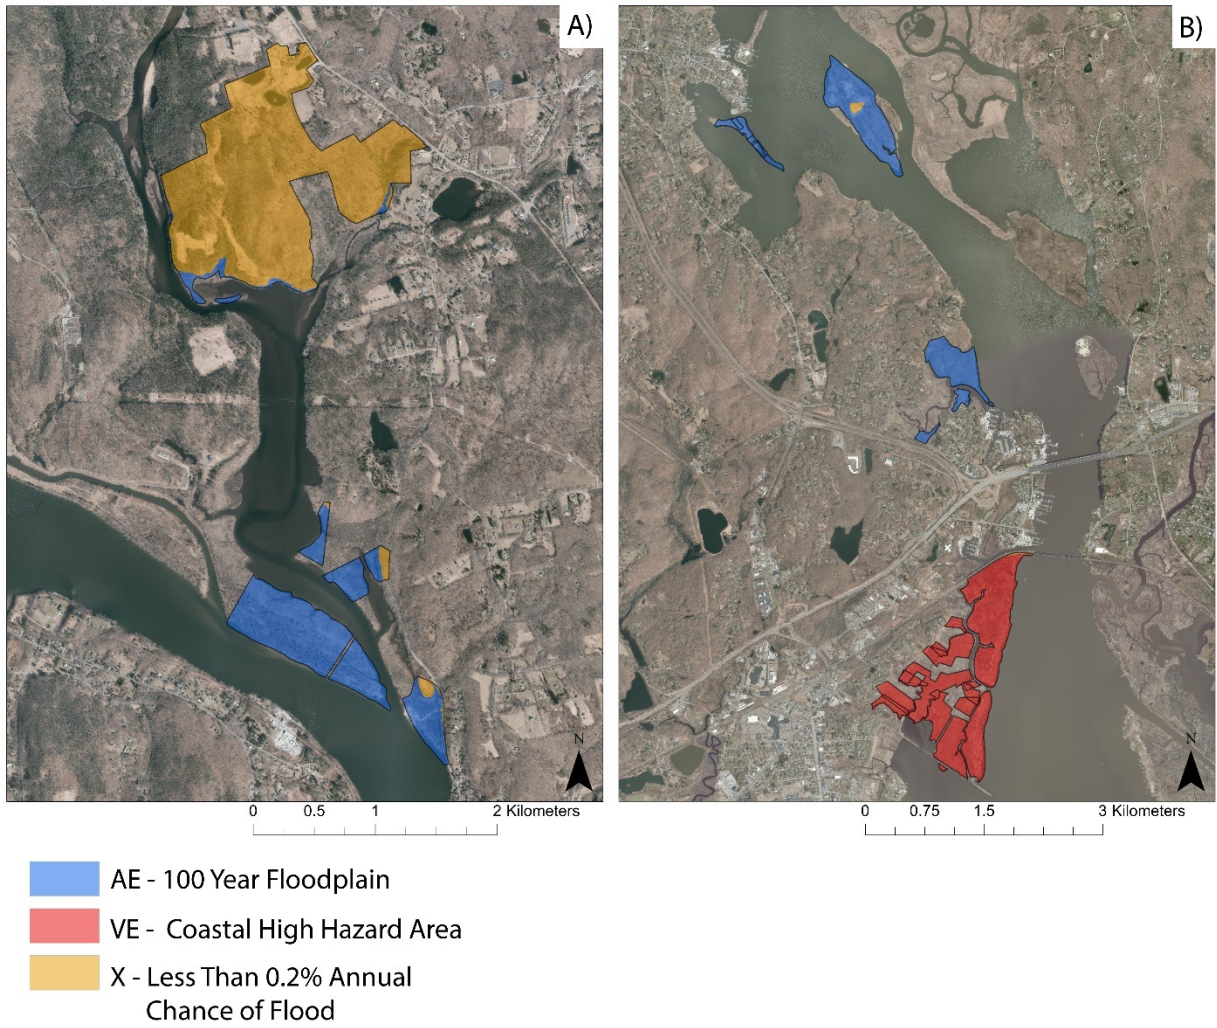 A)
B)
N
N
0 0.5 1 2 Kilometers
0 0.75 1.5 3 Kilometers
AE - 100 Year Floodplain
VE - Coastal High Hazard Area
X - Less Than 0.2% Annual
Chance of Flood